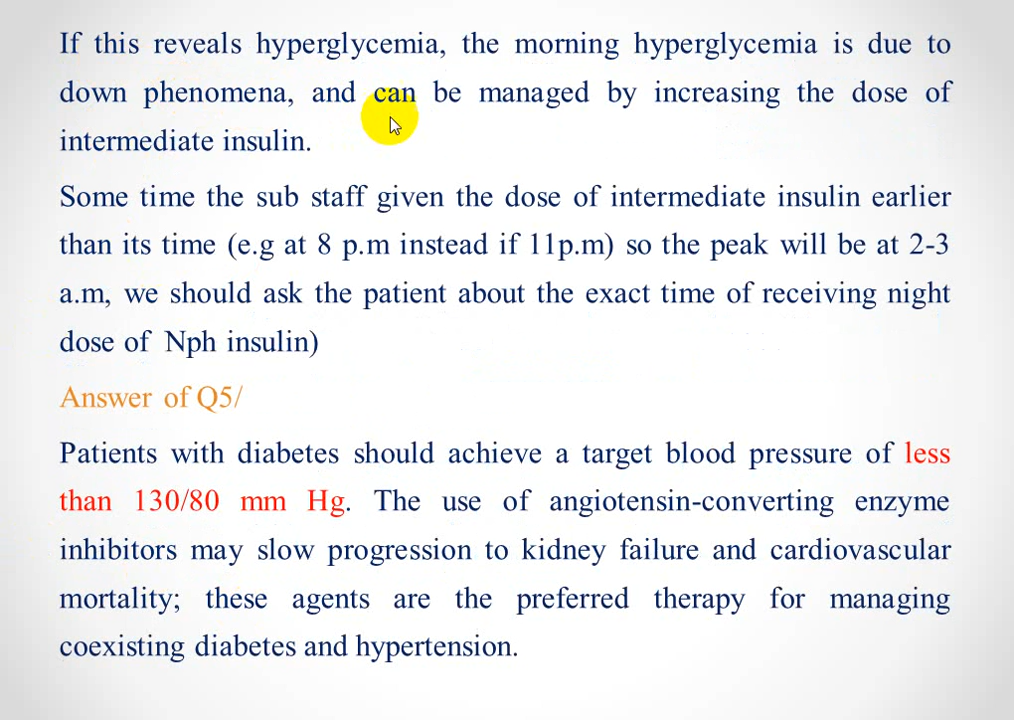 If this reveals hyperglycemia, the morning hyperglycemia is due to
down phenomena, and can be managed by increasing the dose of
intermediate insulin.
Some time the sub staff given the dose of intermediate insulin earlier
than its time (e.g at 8 p.m instead if 11p.m) so the peak will be at 2-3
a.m, we should ask the patient about the exact time of receiving night
dose of Nph insulin)
Answer of Q5/
Patients with diabetes should achieve a target blood pressure of less
than 130/80 mm Hg. The use of angiotensin-converting enzyme
inhibitors may slow progression to kidney failure and cardiovascular
mortality; these agents are the preferred therapy for managing
coexisting diabetes and hypertension.